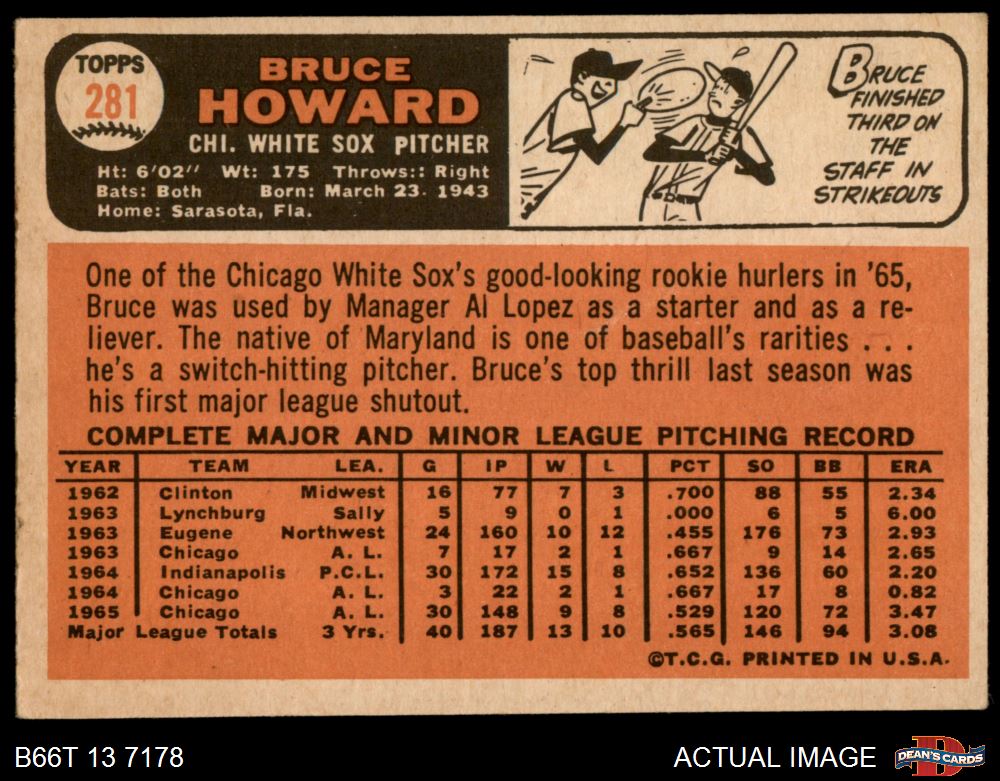 TOPPS
281
BRUCE
HOWARD
CHI. WHITE SOX PITCHER
Ht: 6'02" Wt: 175 Throws:: Right
Bats: Both Born: March 23. 1943
Home: Sarasota, Fla.
BRUCE
FINISHED
THIRD ON
THE
STAFF IN
STRIKEOUTS
One of the Chicago White Sox's good-looking rookie hurlers in '65,
Bruce was used by Manager Al Lopez as a starter and as a re-
liever. The native of Maryland is one of baseball's rarities . . .
he's a switch-hitting pitcher. Bruce's top thrill last season was
his first major league shutout.
COMPLETE MAJOR AND MINOR LEAGUE PITCHING RECORD
YEAR TEAM LEA. G IP W L PCT SO BB ERA
1962 Clinton Midwest 16 77 7 3 .700 88 55 2.34
1963 Lynchburg Sally 5 9 0 1 .000 6 5 6.00
1963 Eugene Northwest 24 160 10 12 .455 176 73 2.93
1963 Chicago A. L. 7 17 2 1 .667 9 14 2.65
1964 Indianapolis P.C.L. 30 172 15 8 .652 136 60 2.20
1964 Chicago A. L. 3 22 2 1 .667 17 8 0.82
1965 Chicago A. L. 30 148 9 8 .529 120 72 3.47
Major League Totals 3 Yrs. 40 187 13 10 .565 146 94 3.08
©T.C.G. PRINTED IN U.S.A.
B66T 13 7178
ACTUAL IMAGE
D
DEAN'S CARDS